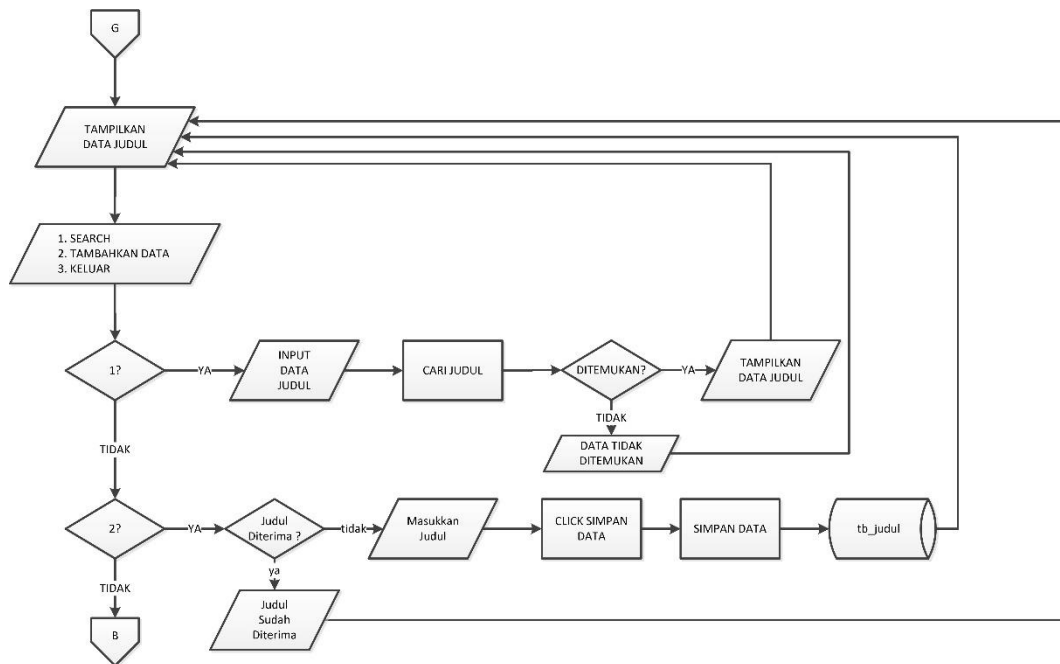 G
TAMPILKAN
DATA JUDUL
1. SEARCH
2. TAMBAHKAN DATA
3. KELUAR
1?
YA
INPUT
DATA
JUDUL
CARI JUDUL
DITEMUKAN?
YA
TAMPILKAN
DATA JUDUL
TIDAK
DATA TIDAK
DITEMUKAN
TIDAK
2?
YA
Judul
Diterima ?
tidak
Masukkan
Judul
CLICK SIMPAN
DATA
SIMPAN DATA
tb_judul
ya
Judul
Sudah
Diterima
TIDAK
B